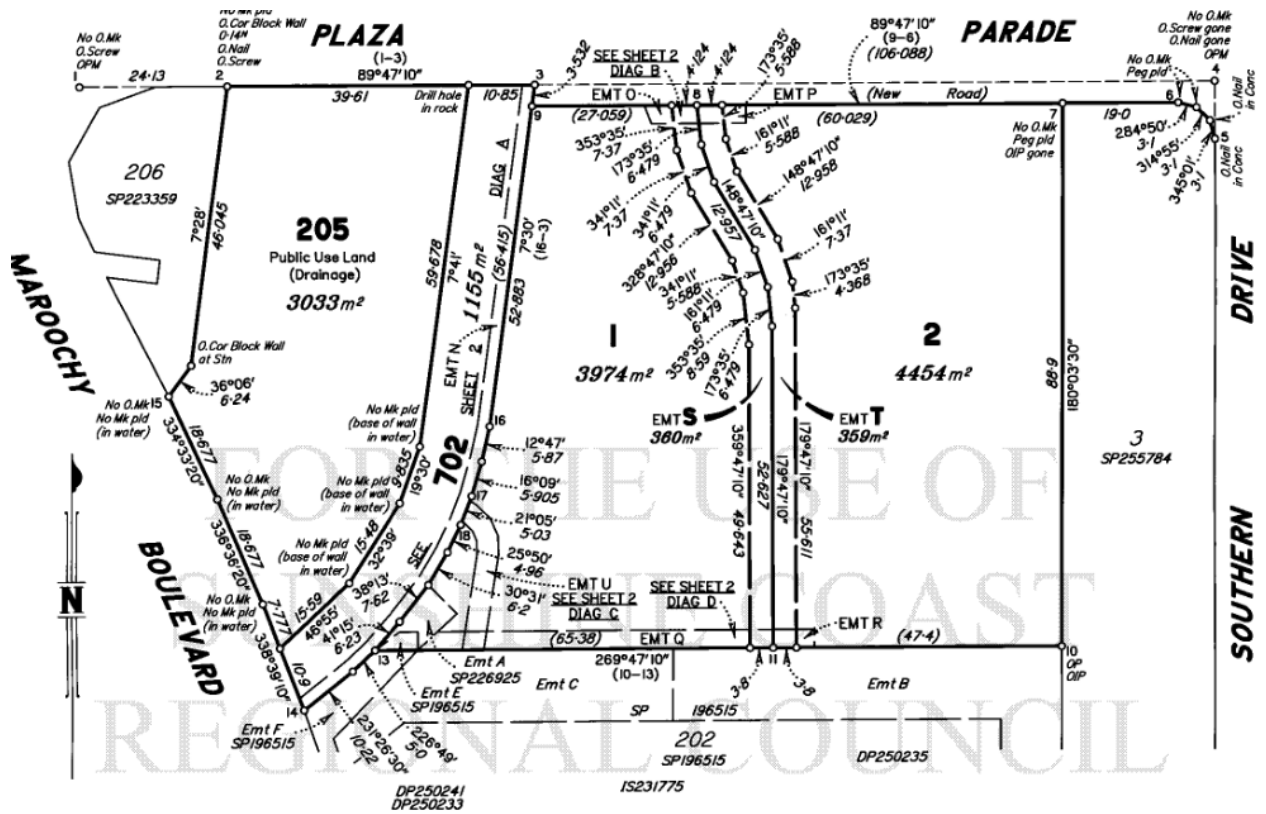 No O.Mk
O.Screw
OPM
No O.Mk
O.Cor Block Wall
0·14ᴺ
O.Nail
O.Screw
PLAZA
(1-3)
89°47'10"
1
24·13
2
39·61
Drill hole
in rock
10·85
3
3·532
SEE SHEET 2
DIAG B
4·124
4·124
173°35'
5·588
89°47'10"
(9-6)
(106·088)
PARADE
No O.Mk
O.Screw gone
O.Nail gone
OPM
No O.Mk
Peg pld
4
O.Nail
in Conc
9
EMT O
(27·059)
8
EMT P
(New Road)
(60·029)
7
No O.Mk
Peg pld
OIP gone
19·0
6
284°50'
3·1
314°55'
3·1
345°01'
3·1
5
O.Nail
in Conc
206
SP223359
7°28'
46·045
205
Public Use Land
(Drainage)
3033m²
59·678
7°41'
DIAG A
1155m²
(56·415)
7°30'
(16-3)
52·883
EMT N
SHEET 2
SEE
702
353°35'
7·37
173°35'
6·479
341°11'
7·37
341°11'
6·479
328°47'10"
12·956
341°11'
5·588
161°11'
6·479
353°35'
8·59
173°35'
6·479
148°47'10"
12·957
161°11'
5·588
148°47'10"
12·958
161°11'
7·37
173°35'
4·368
1
3974m²
2
4454m²
EMT S
360m²
EMT T
359m²
359°47'10"
49·643
52·627
179°47'10"
179°47'10"
55·611
88·9
180°03'30"
3
SP255784
MAROOCHY
BOULEVARD
SOUTHERN
DRIVE
O.Cor Block Wall
at Stn
36°06'
6·24
15
No O.Mk
No Mk pld
(in water)
334°33'20"
18·677
No O.Mk
No Mk pld
(in water)
336°36'20"
18·677
No O.Mk
No Mk pld
(in water)
7·777
338°39'10"
10·9
14
No Mk pld
(base of wall
in water)
9·835
19°30'
No Mk pld
(base of wall
in water)
15·48
32°39'
No Mk pld
(base of wall
in water)
15·59
46°55'
38°13'
7·62
41°15'
6·23
16
12°47'
5·87
16°09'
5·905
17
21°05'
5·03
18
25°50'
4·96
30°31'
6·2
EMT U
SEE SHEET 2
DIAG C
SEE SHEET 2
DIAG D
EMT R
(65·38)
EMT Q
(47·4)
13
269°47'10"
(10-13)
3·8
11
3·8
10
OP
OIP
Emt A
SP226925
Emt E
SP196515
Emt C
Emt B
Emt F
SP196515
231°26'30"
10·22
226°49'
5·0
SP 196515
202
SP196515
DP250235
IS231775
DP250241
DP250233
N
FOR THE USE OF
SUNSHINE COAST
REGIONAL COUNCIL